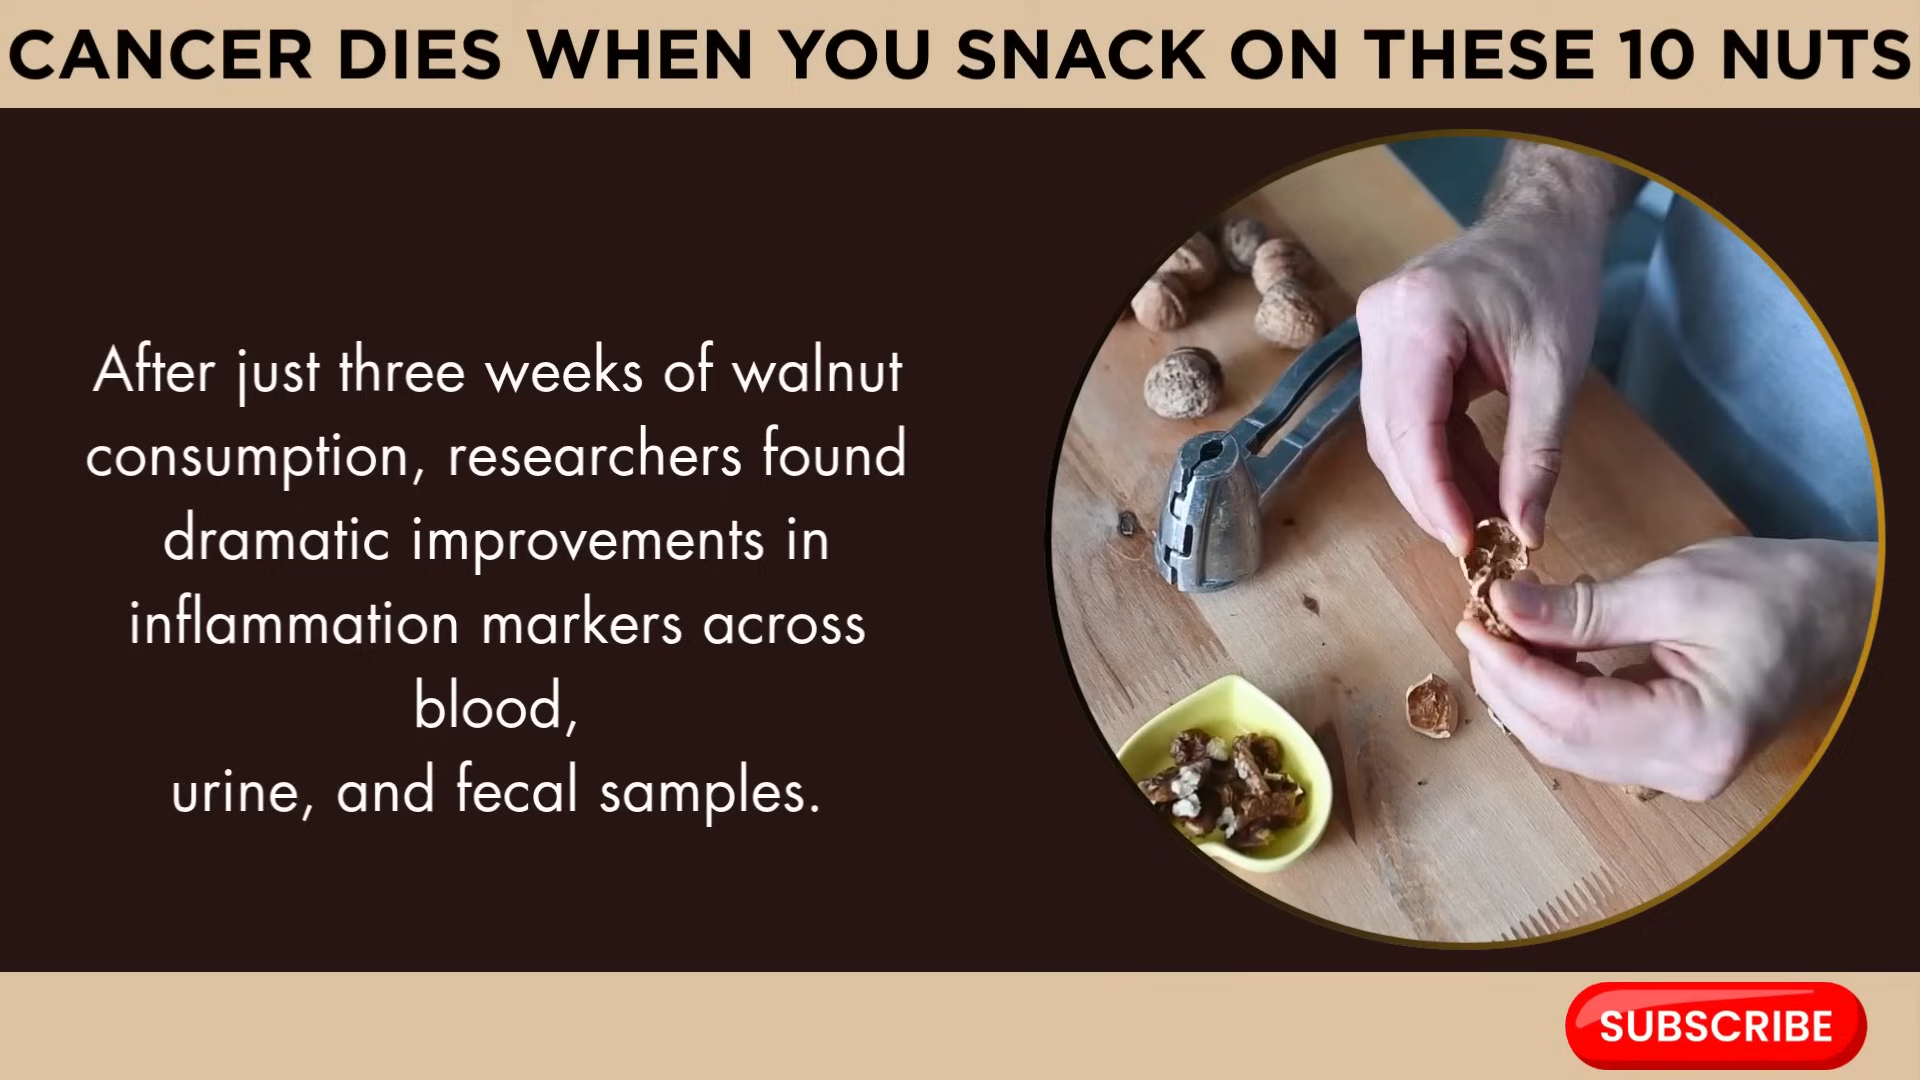 CANCER DIES WHEN YOU SNACK ON THESE 10 NUTS
After just three weeks of walnut
consumption, researchers found
dramatic improvements in
inflammation markers across
blood,
urine, and fecal samples.
SUBSCRIBE